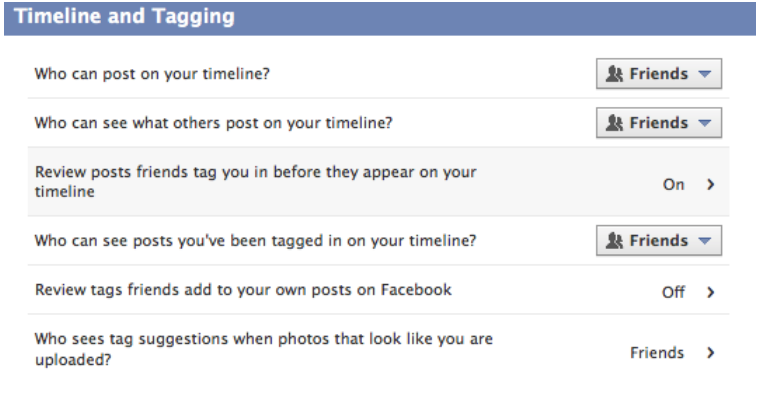 Timeline and Tagging
Who can post on your timeline?
Friends
Who can see what others post on your timeline?
Friends
Review posts friends tag you in before they appear on your
timeline
On
Who can see posts you've been tagged in on your timeline?
Friends
Review tags friends add to your own posts on Facebook
Off
Who sees tag suggestions when photos that look like you are
uploaded?
Friends